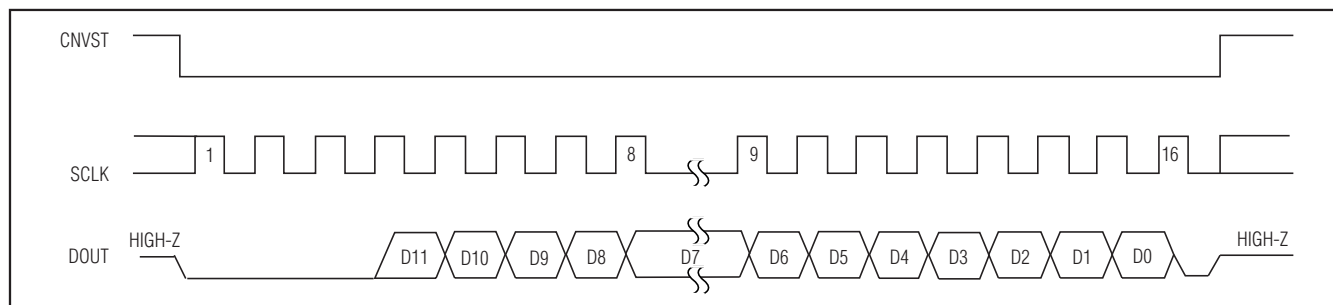 CNVST
1 8 9 16
SCLK
HIGH-Z HIGH-Z
DOUT D11 D10 D9 D8 D7 D6 D5 D4 D3 D2 D1 D0